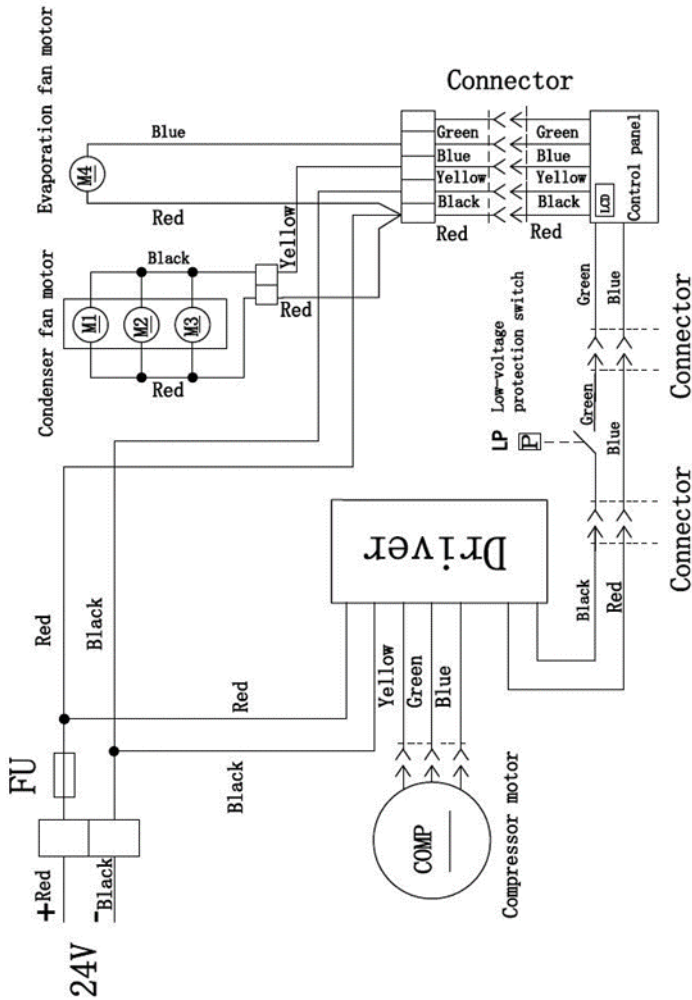 Evaporation fan motor
M4
Blue
Red
Connector
Green
Blue
Yellow
Black
Red
Green
Blue
Yellow
Black
Red
LCD
Control panel
Condenser fan motor
M1
M2
M3
Black
Red
Yellow
Red
Green
Blue
Connector
LP
Low-voltage
protection switch
P
Green
Blue
Connector
Black
Red
Driver
Red
Black
Red
Black
Yellow
Green
Blue
COMP
Compressor motor
FU
+Red
-Black
24V